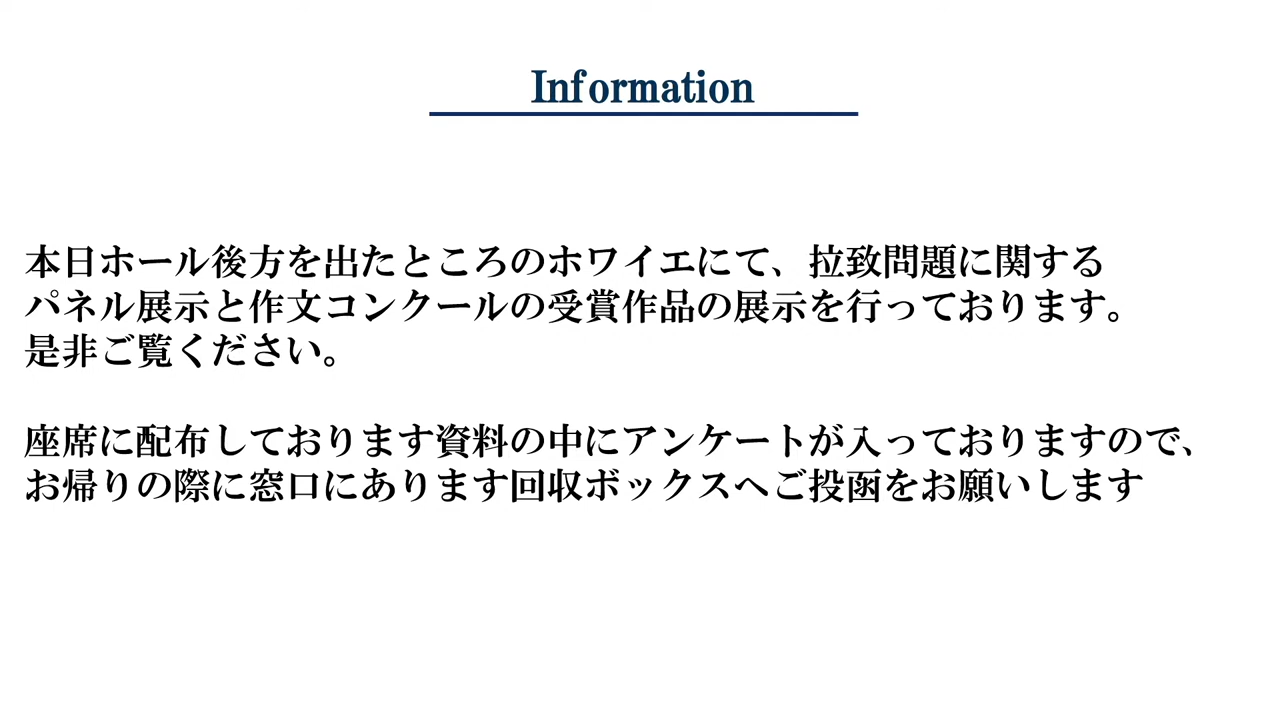 Information
本日ホール後方を出たところのホワイエにて、拉致問題に関する
パネル展示と作文コンクールの受賞作品の展示を行っております。
是非ご覧ください。
座席に配布しております資料の中にアンケートが入っておりますので、
お帰りの際に窓口にあります回収ボックスへご投函をお願いします